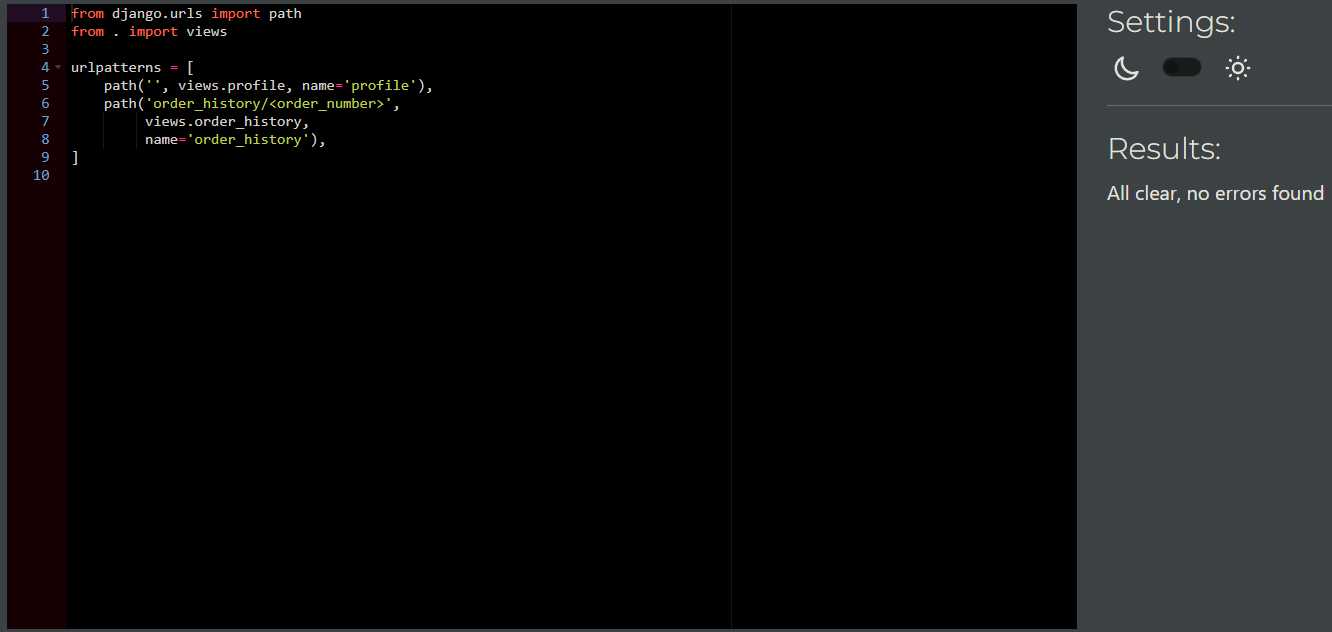 1 from django.urls import path
2 from . import views
3
4 urlpatterns = [
5     path('', views.profile, name='profile'),
6     path('order_history/<order_number>',
7          views.order_history,
8          name='order_history'),
9 ]
10
Settings:
Results:
All clear, no errors found